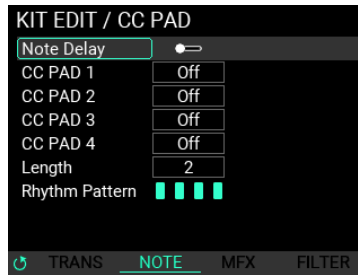 KIT EDIT / CC PAD
Note Delay
CC PAD 1 Off
CC PAD 2 Off
CC PAD 3 Off
CC PAD 4 Off
Length 2
Rhythm Pattern
TRANS NOTE MFX FILTER